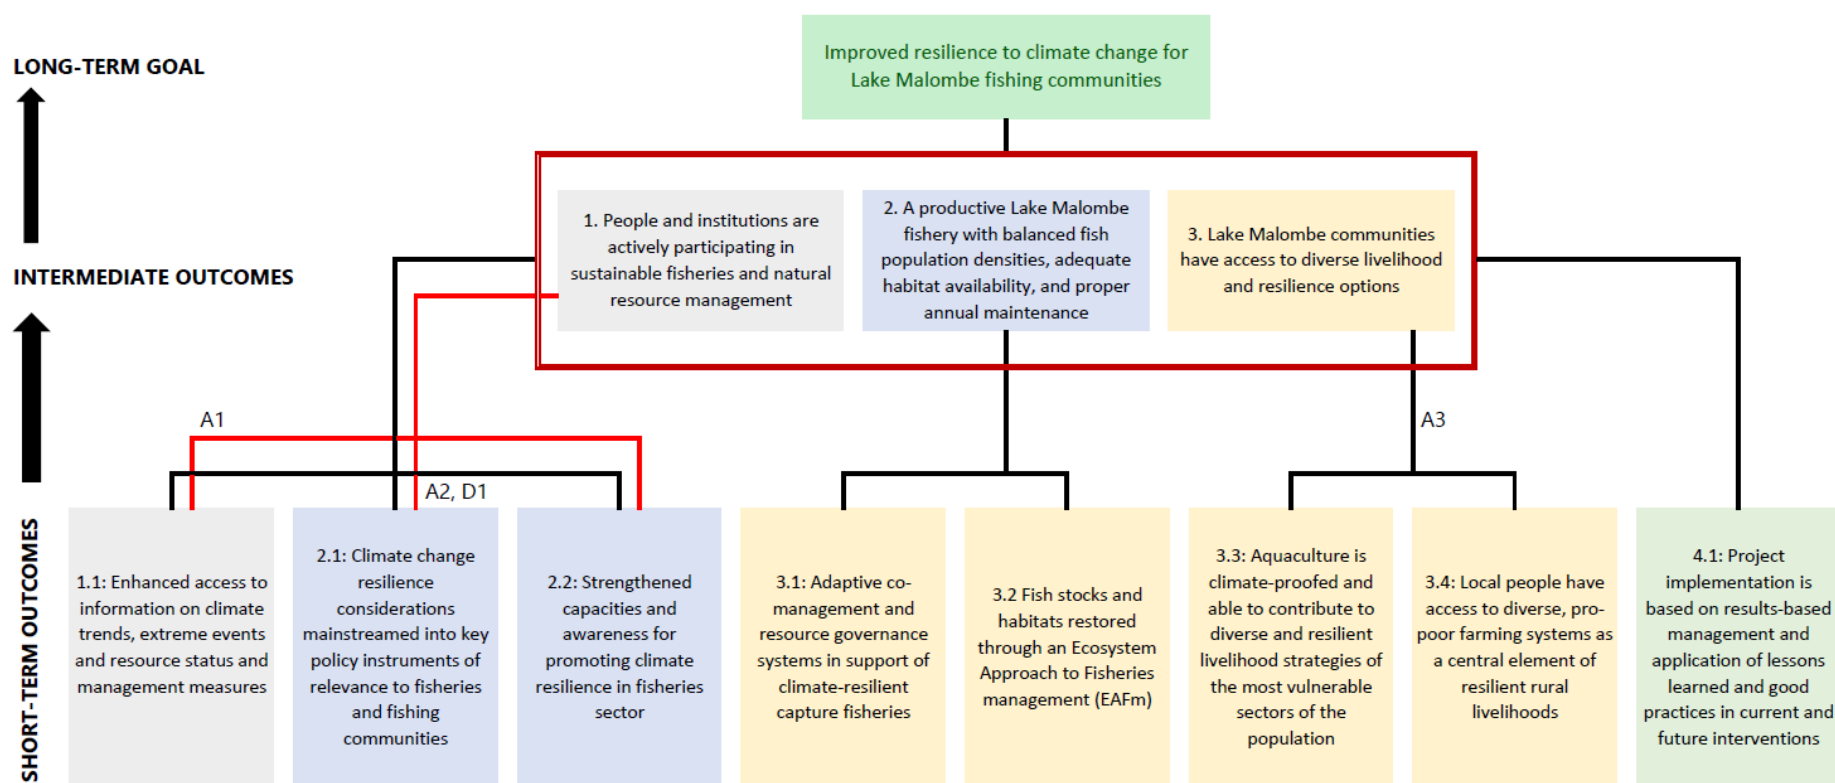 Improved resilience to climate change for
Lake Malombe fishing communities
LONG-TERM GOAL
1. People and institutions are
actively participating in
sustainable fisheries and natural
resource management
2. A productive Lake Malombe
fishery with balanced fish
population densities, adequate
habitat availability, and proper
annual maintenance
3. Lake Malombe communities
have access to diverse livelihood
and resilience options
INTERMEDIATE OUTCOMES
A1
A3
A2, D1
SHORT-TERM OUTCOMES
1.1: Enhanced access to
information on climate
trends, extreme events
and resource status and
management measures
2.1: Climate change
resilience
considerations
mainstreamed into key
policy instruments of
relevance to fisheries
and fishing
communities
2.2: Strengthened
capacities and
awareness for
promoting climate
resilience in fisheries
sector
3.1: Adaptive co-
management and
resource governance
systems in support of
climate-resilient
capture fisheries
3.2 Fish stocks and
habitats restored
through an Ecosystem
Approach to Fisheries
management (EAFm)
3.3: Aquaculture is
climate-proofed and
able to contribute to
diverse and resilient
livelihood strategies of
the most vulnerable
sectors of the
population
3.4: Local people have
access to diverse, pro-
poor farming systems as
a central element of
resilient rural
livelihoods
4.1: Project
implementation is
based on results-based
management and
application of lessons
learned and good
practices in current and
future interventions